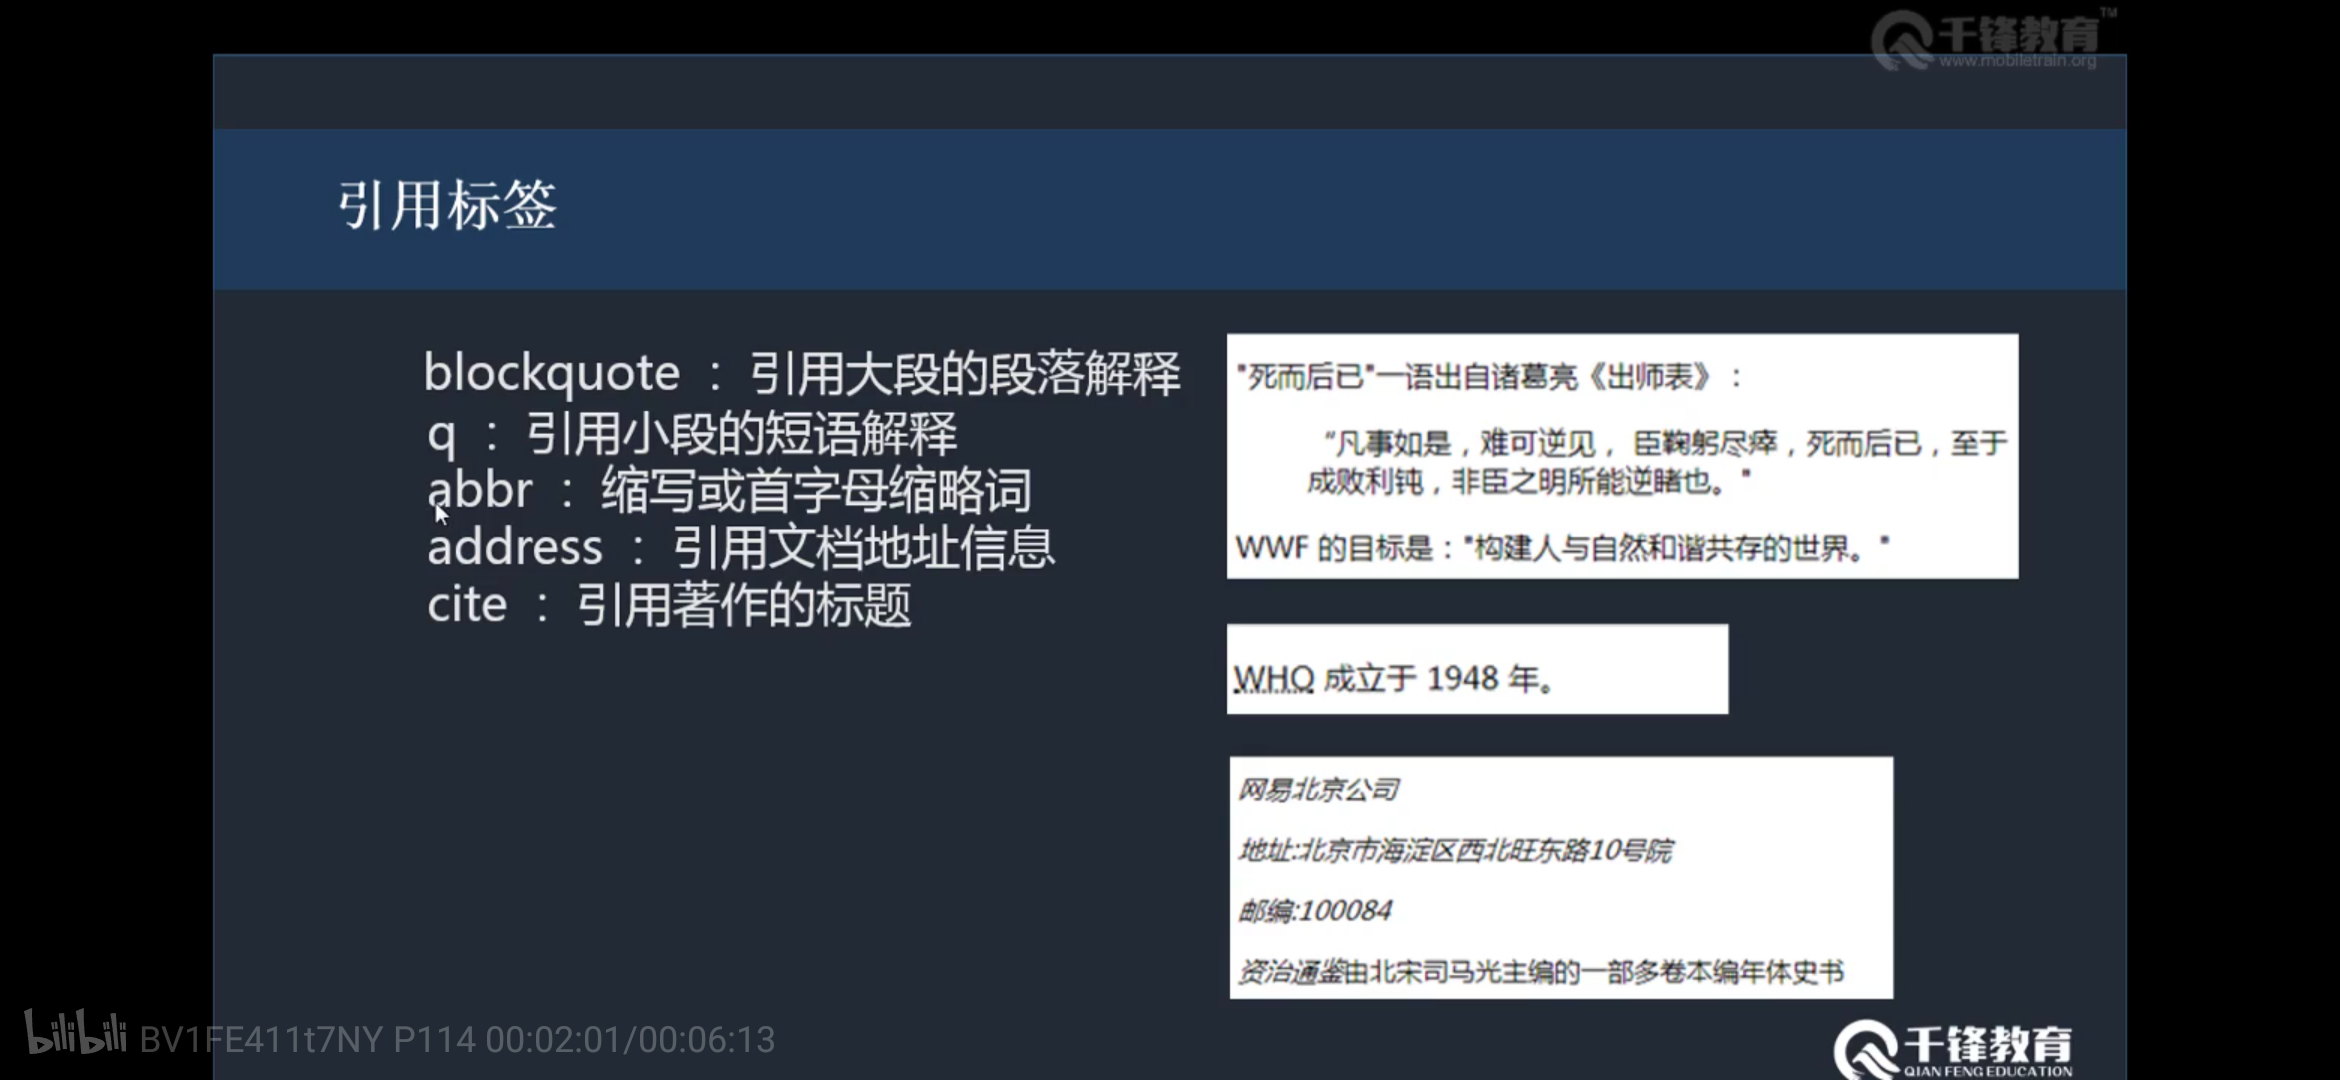 千锋教育™
www.mobiletrain.org
引用标签
blockquote ： 引用大段的段落解释
q ： 引用小段的短语解释
abbr ： 缩写或首字母缩略词
address ： 引用文档地址信息
cite ： 引用著作的标题
"死而后已"一语出自诸葛亮《出师表》：
“凡事如是，难可逆见， 臣鞠躬尽瘁，死而后已，至于
成败利钝，非臣之明所能逆睹也。"
WWF 的目标是："构建人与自然和谐共存的世界。"
WHO 成立于 1948 年。
网易北京公司
地址:北京市海淀区西北旺东路10号院
邮编:100084
资治通鉴由北宋司马光主编的一部多卷本编年体史书
bilibili BV1FE411t7NY P114 00:02:01/00:06:13
千锋教育
QIAN FENG EDUCATION